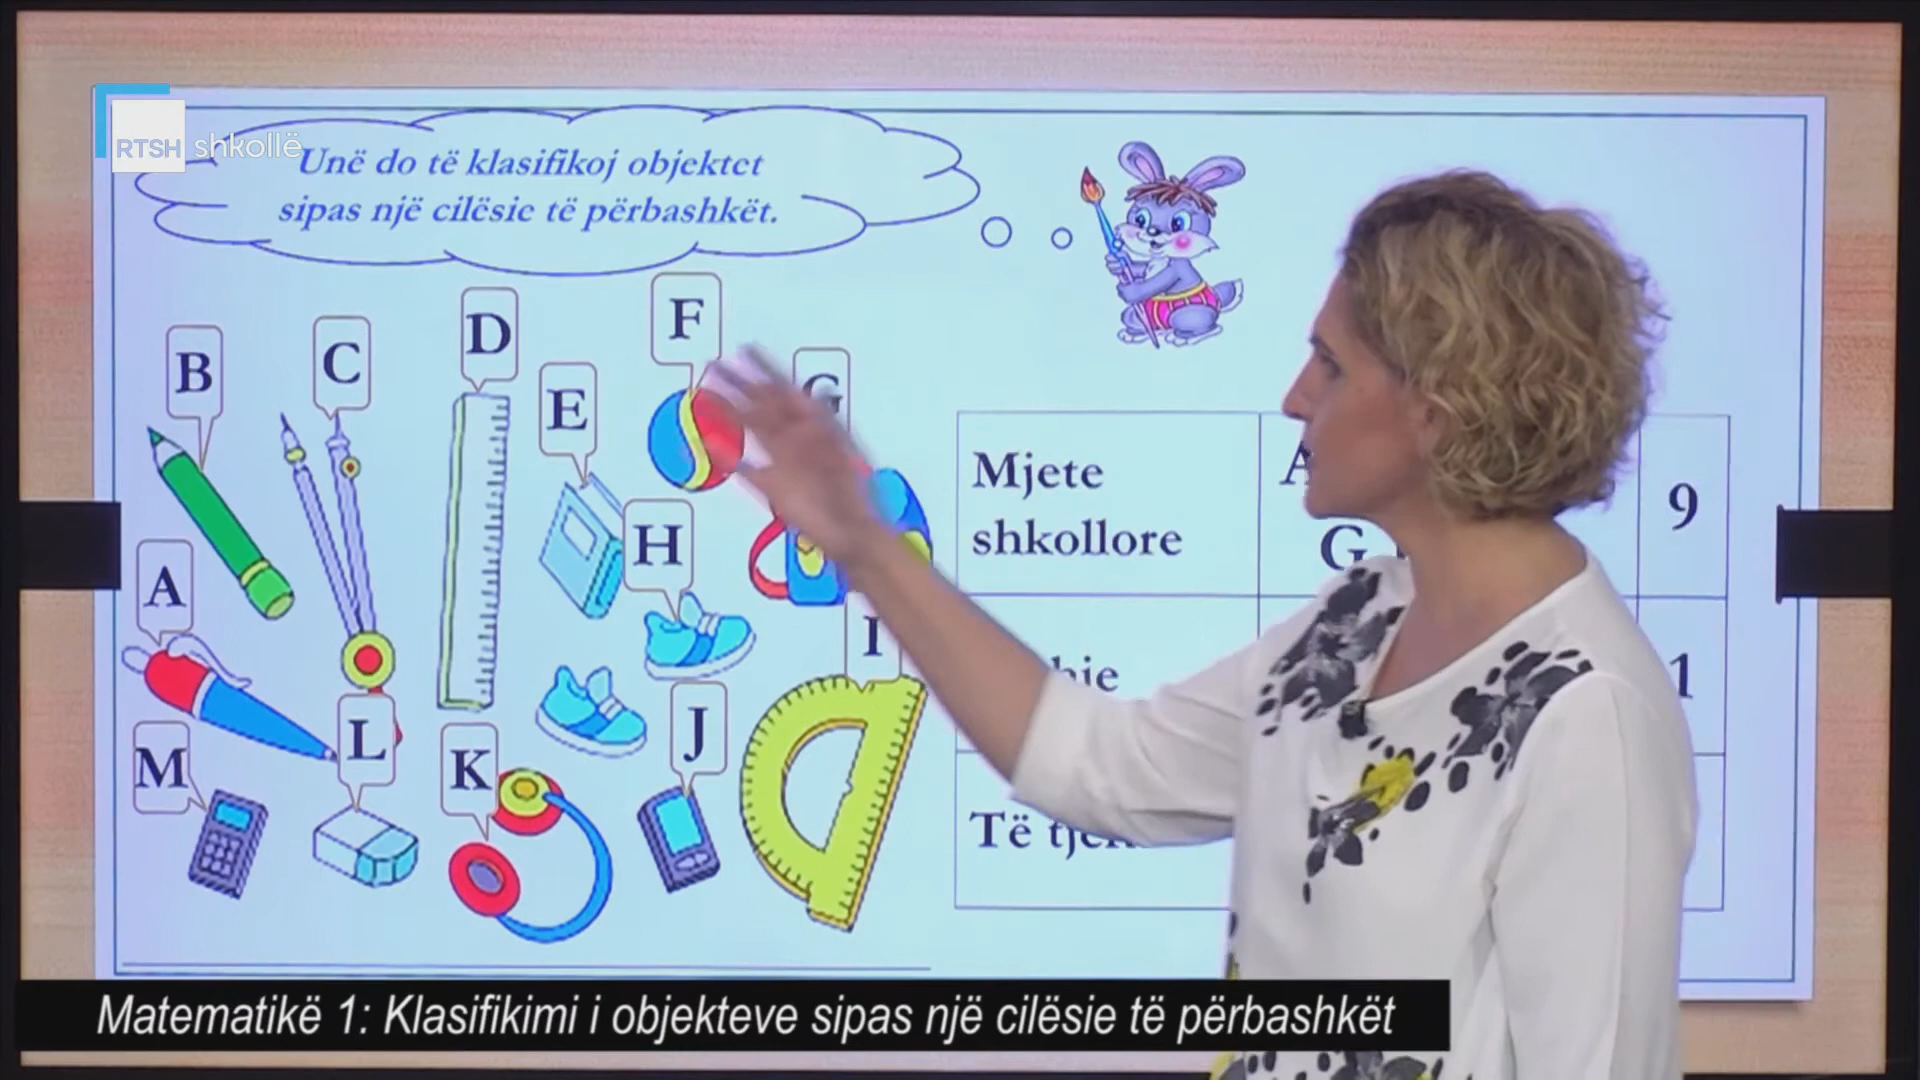 RTSH shkollë
Unë do të klasifikoj objektet
sipas një cilësie të përbashkët.
F
D
C
B
G
E
H
A
I
L
J
K
M
Mjete
shkollore
A
G
9
1
Të
Matematikë 1: Klasifikimi i objekteve sipas një cilësie të përbashkët